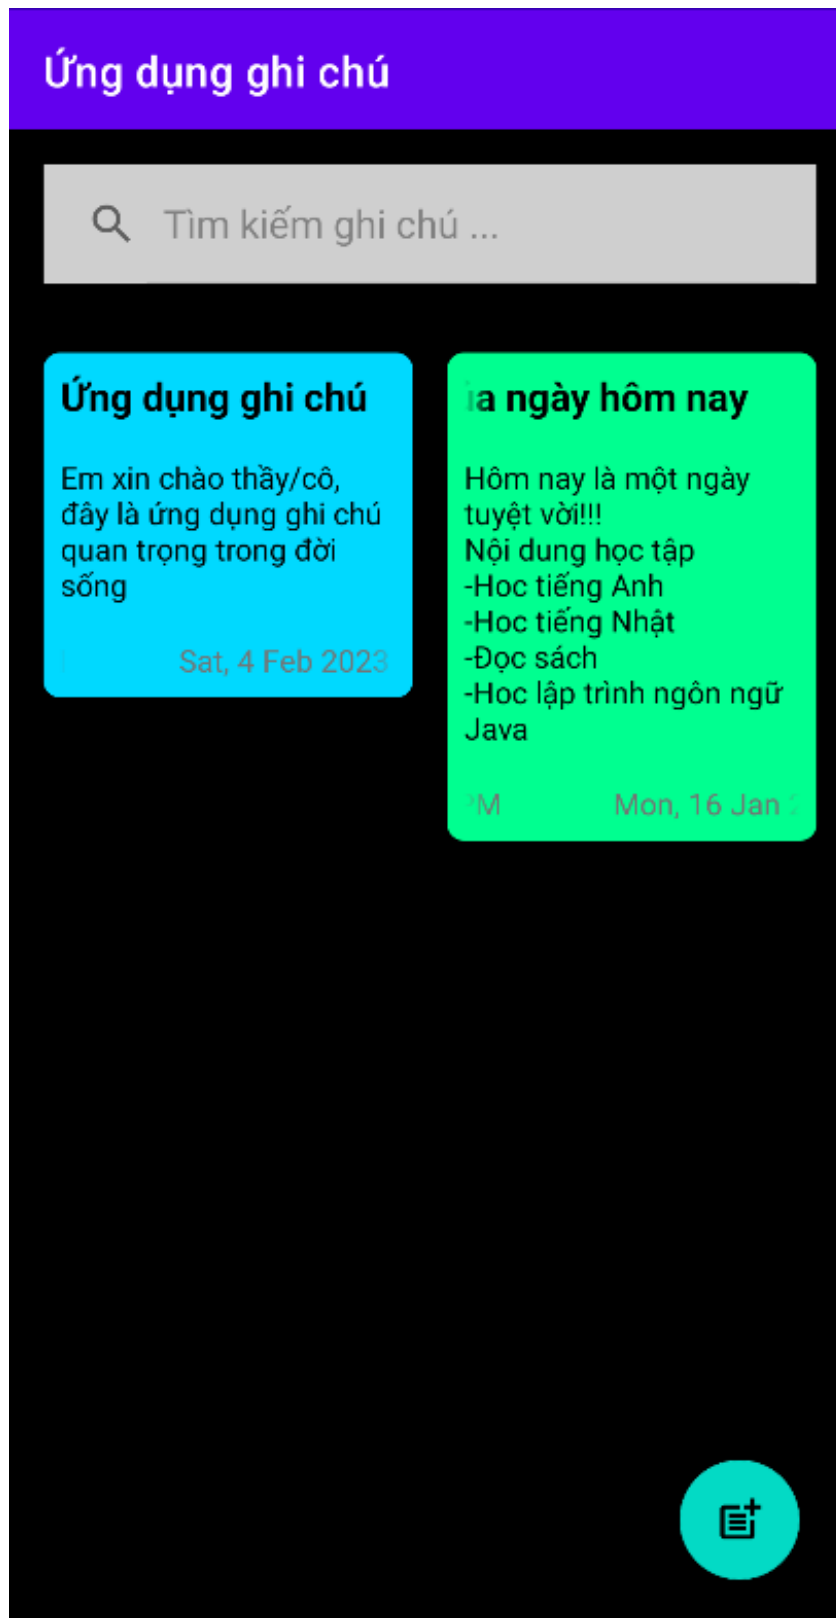 Ứng dụng ghi chú
Tìm kiếm ghi chú ...
Ứng dụng ghi chú
Em xin chào thầy/cô,
đây là ứng dụng ghi chú
quan trọng trong đời
sống
Sat, 4 Feb 2023
ngày hôm nay
Hôm nay là một ngày
tuyệt vời!!!
Nội dung học tập
-Hoc tiếng Anh
-Hoc tiếng Nhật
-Đọc sách
-Hoc lập trình ngôn ngữ
Java
PM
Mon, 16 Jan